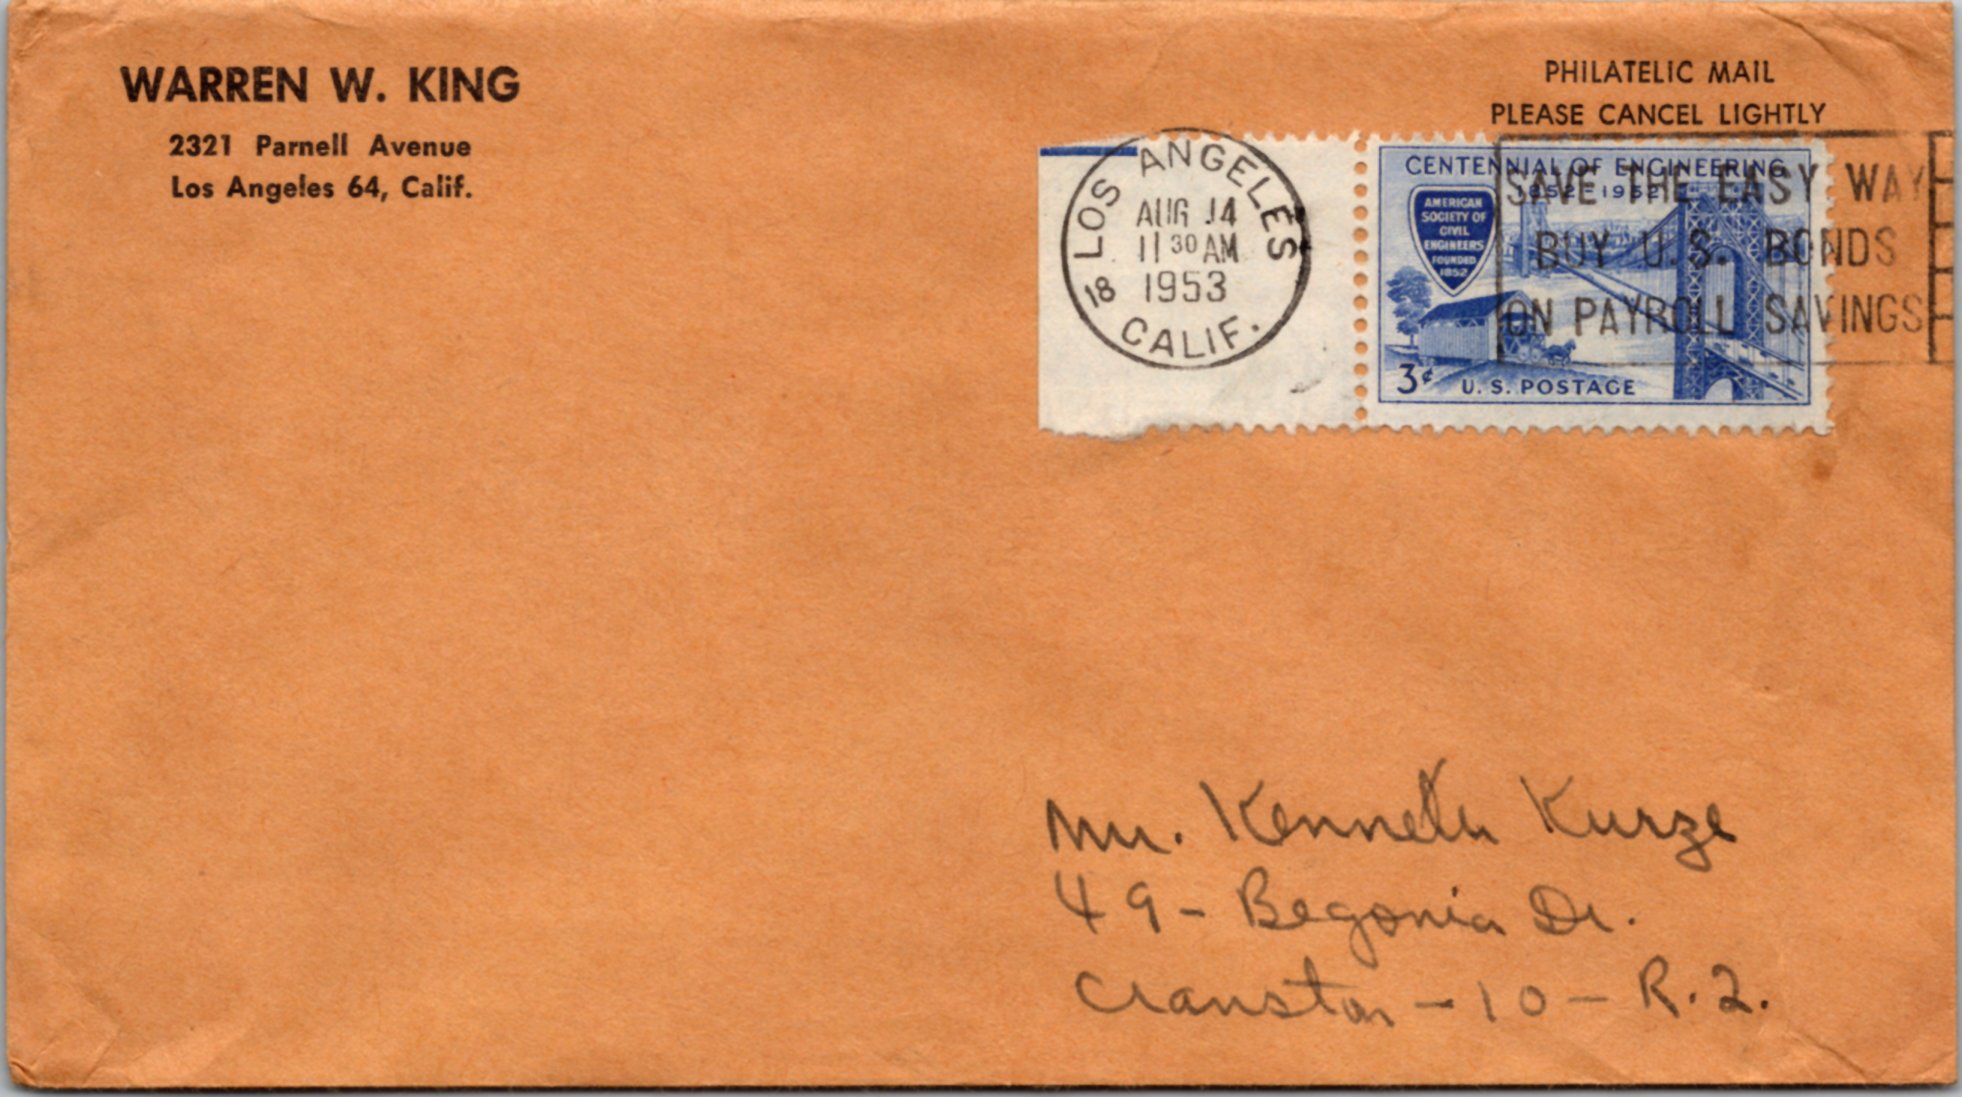 WARREN W. KING
2321 Parnell Avenue
Los Angeles 64, Calif.
PHILATELIC MAIL
PLEASE CANCEL LIGHTLY
LOS ANGELES
AUG 14
11 30 AM
1953
18
CALIF.
CENTENNIAL OF ENGINEERING
1852-1952
AMERICAN
SOCIETY OF
CIVIL
ENGINEERS
FOUNDED
1852
3¢ U.S. POSTAGE
SAVE THE EASY WAY
BUY U.S. BONDS
ON PAYROLL SAVINGS
Mr. Kenneth Kurze
49 - Begonia Dr.
Cranston - 10 - R.I.